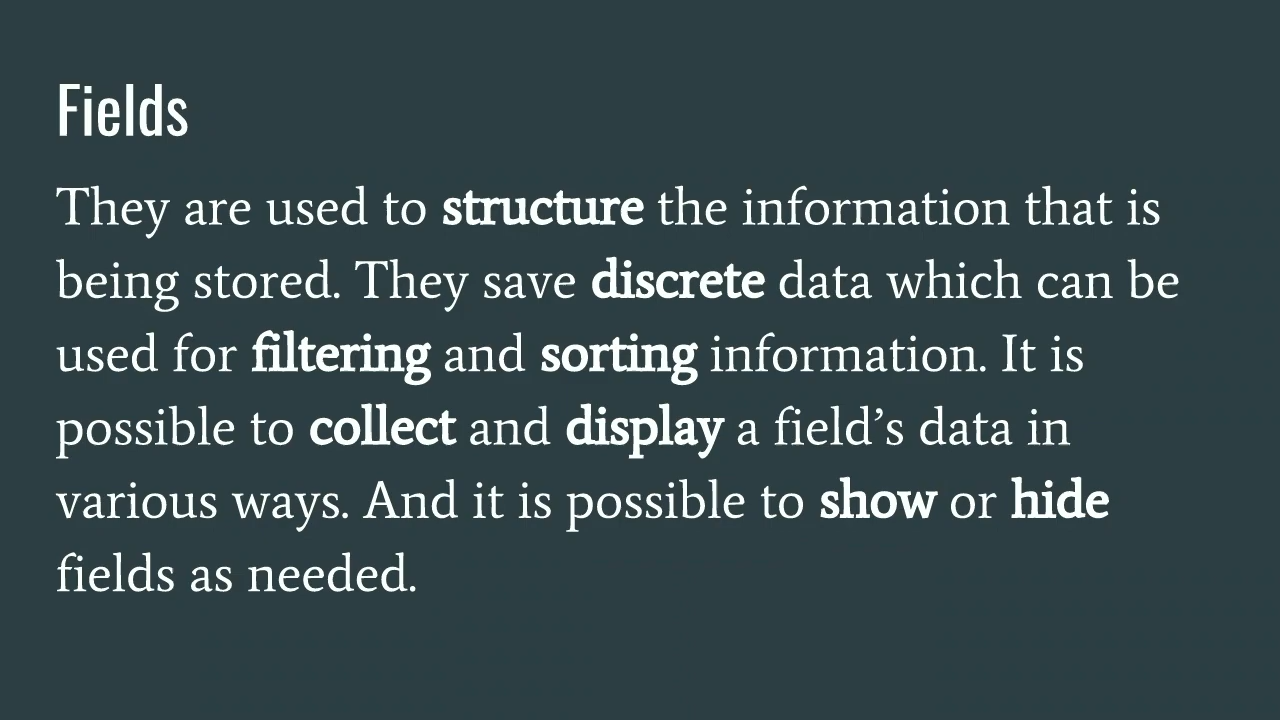 Fields
They are used to structure the information that is
being stored. They save discrete data which can be
used for filtering and sorting information. It is
possible to collect and display a field’s data in
various ways. And it is possible to show or hide
fields as needed.